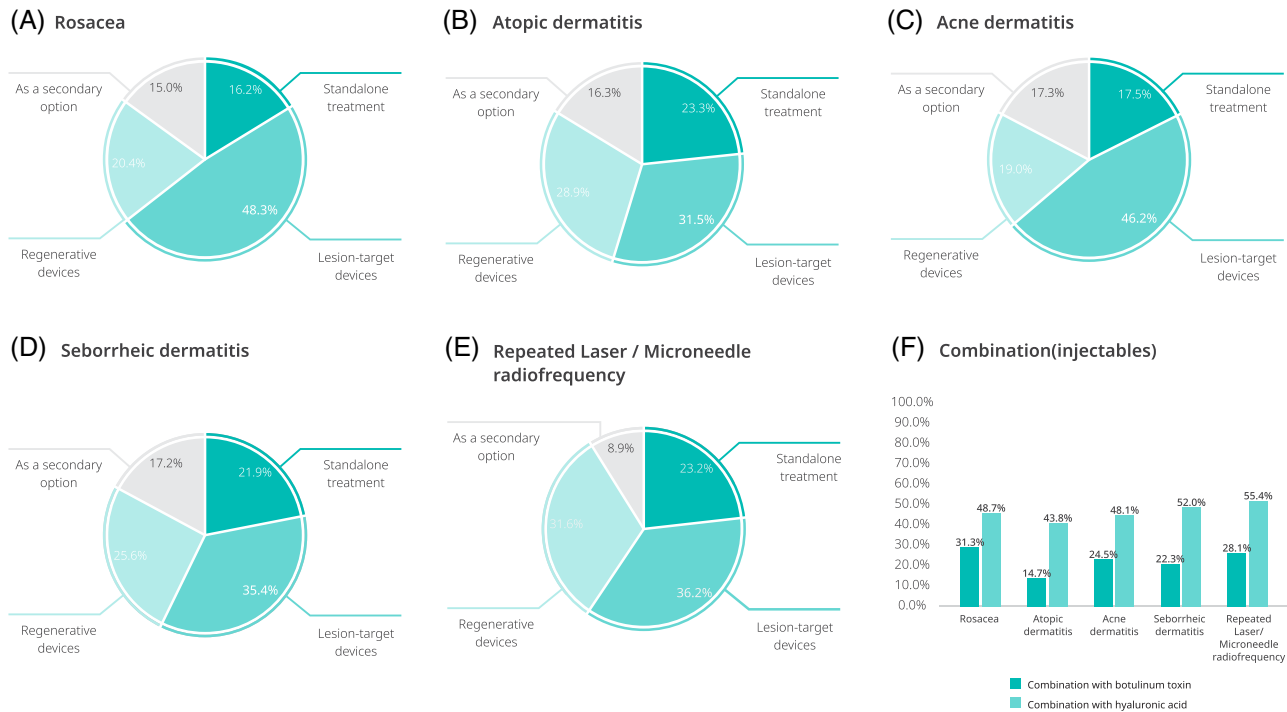 (A) Rosacea
As a secondary
option
15.0%
16.2%
Standalone
treatment
20.4%
48.3%
Regenerative
devices
Lesion-target
devices
(B) Atopic dermatitis
As a secondary
option
16.3%
23.3%
Standalone
treatment
28.9%
31.5%
Regenerative
devices
Lesion-target
devices
(C) Acne dermatitis
As a secondary
option
17.3%
17.5%
Standalone
treatment
19.0%
46.2%
Regenerative
devices
Lesion-target
devices
(D) Seborrheic dermatitis
As a secondary
option
17.2%
21.9%
Standalone
treatment
25.6%
35.4%
Regenerative
devices
Lesion-target
devices
(E) Repeated Laser / Microneedle
radiofrequency
As a secondary
option
8.9%
23.2%
Standalone
treatment
31.6%
36.2%
Regenerative
devices
Lesion-target
devices
(F) Combination(injectables)
100.0%
90.0%
80.0%
70.0%
60.0%
50.0%
40.0%
30.0%
20.0%
10.0%
0.0%
31.3%
48.7%
14.7%
43.8%
24.5%
48.1%
22.3%
52.0%
28.1%
55.4%
Rosacea
Atopic
dermatitis
Acne
dermatitis
Seborrheic
dermatitis
Repeated
Laser/
Microneedle
radiofrequency
Combination with botulinum toxin
Combination with hyaluronic acid